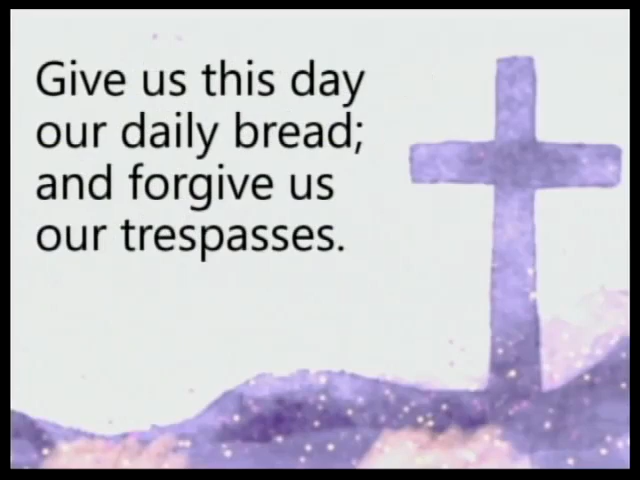 Give us this day
our daily bread;
and forgive us
our trespasses.